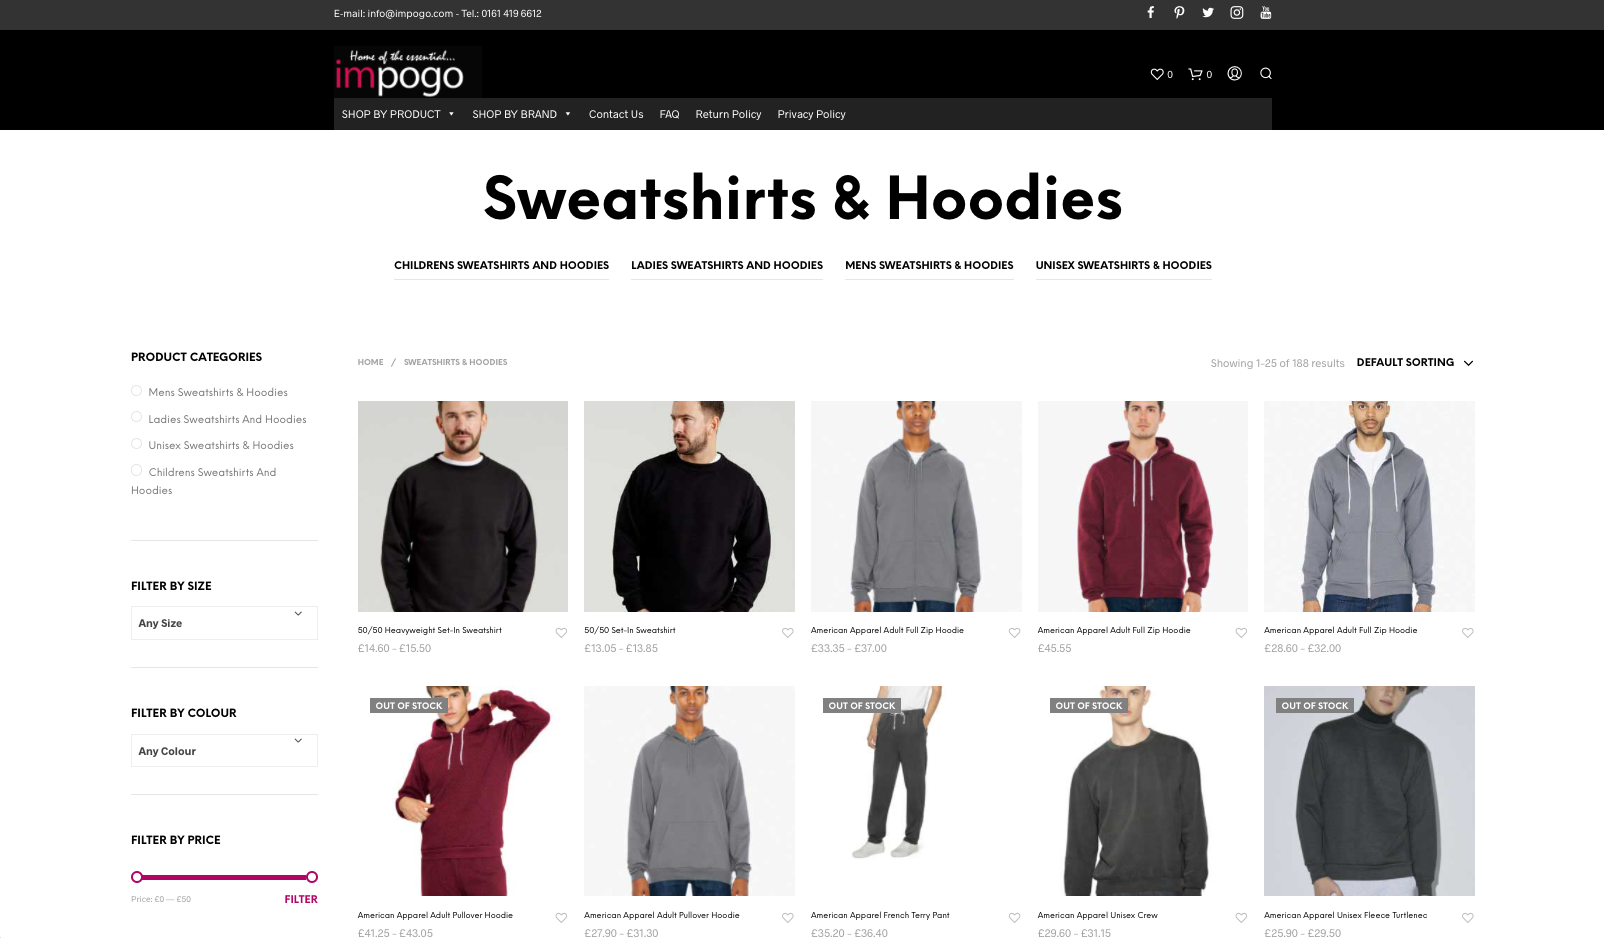 E-mail: info@impogo.com - Tel.: 0161 419 6612
Home of the essential...
impogo
0
0
SHOP BY PRODUCT
SHOP BY BRAND
Contact Us
FAQ
Return Policy
Privacy Policy
Sweatshirts & Hoodies
CHILDRENS SWEATSHIRTS AND HOODIES
LADIES SWEATSHIRTS AND HOODIES
MENS SWEATSHIRTS & HOODIES
UNISEX SWEATSHIRTS & HOODIES
PRODUCT CATEGORIES
Mens Sweatshirts & Hoodies
Ladies Sweatshirts And Hoodies
Unisex Sweatshirts & Hoodies
Childrens Sweatshirts And
Hoodies
FILTER BY SIZE
Any Size
FILTER BY COLOUR
Any Colour
FILTER BY PRICE
Price: £0 — £50
FILTER
HOME / SWEATSHIRTS & HOODIES
Showing 1–25 of 188 results
DEFAULT SORTING
50/50 Heavyweight Set-In Sweatshirt
£14.60 – £15.50
50/50 Set-In Sweatshirt
£13.05 – £13.85
American Apparel Adult Full Zip Hoodie
£33.35 – £37.00
American Apparel Adult Full Zip Hoodie
£45.55
American Apparel Adult Full Zip Hoodie
£28.60 – £32.00
OUT OF STOCK
American Apparel Adult Pullover Hoodie
£41.25 – £43.05
American Apparel Adult Pullover Hoodie
£27.90 – £31.30
OUT OF STOCK
American Apparel French Terry Pant
£35.20 – £36.40
OUT OF STOCK
American Apparel Unisex Crew
£29.60 – £31.15
OUT OF STOCK
American Apparel Unisex Fleece Turtlenec
£25.90 – £29.50